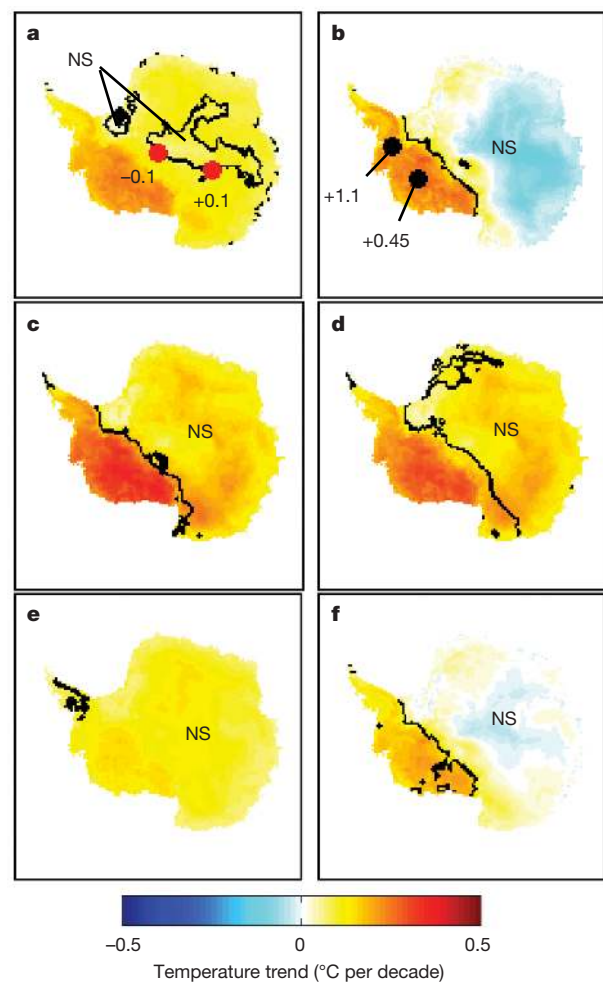 a
NS
−0.1
+0.1
b
NS
+1.1
+0.45
c
NS
d
NS
e
NS
f
NS
−0.5
0
0.5
Temperature trend (°C per decade)